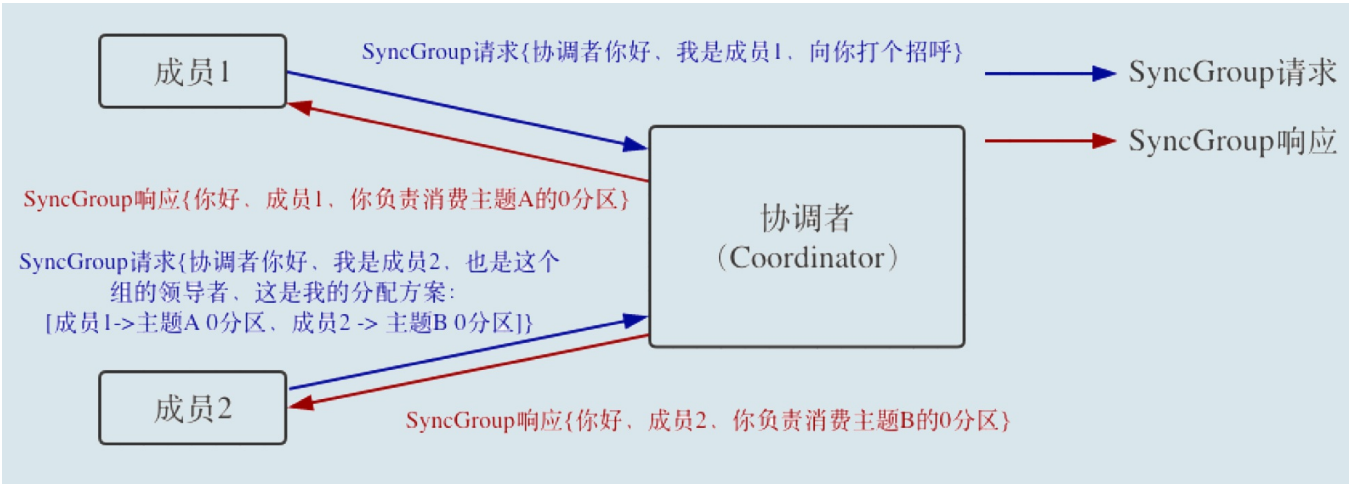 成员1
SyncGroup请求{协调者你好、我是成员1、向你打个招呼}
SyncGroup请求
SyncGroup响应
SyncGroup响应{你好、成员1、你负责消费主题A的0分区}
协调者
（Coordinator）
SyncGroup请求{协调者你好、我是成员2、也是这个
组的领导者、这是我的分配方案：
[成员1->主题A 0分区、成员2 -> 主题B 0分区]}
成员2
SyncGroup响应{你好、成员2、你负责消费主题B的0分区}